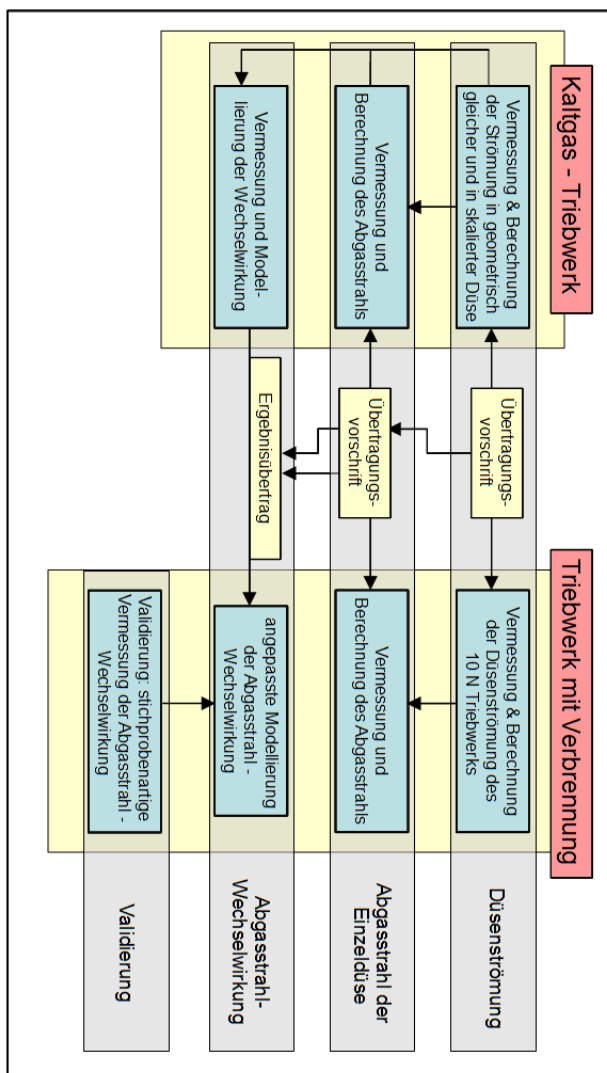 Kaltgas - Triebwerk
Triebwerk mit Verbrennung
Vermessung & Berechnung
der Strömung in geometrisch
gleicher und in skalierter Düse
Übertragungs-
vorschrift
Vermessung & Berechnung
der Düsenströmung des
10 N Triebwerks
Düsenströmung
Vermessung und
Berechnung des Abgasstrahls
Übertragungs-
vorschrift
Vermessung und
Berechnung des Abgasstrahls
Abgasstrahl der
Einzeldüse
Vermessung und Model-
lierung der Wechselwirkung
Ergebnisübertrag
angepasste Modellierung
der Abgasstrahl -
Wechselwirkung
Abgasstrahl-
Wechselwirkung
Validierung: stichprobenartige
Vermessung der Abgasstrahl -
Wechselwirkung
Validierung